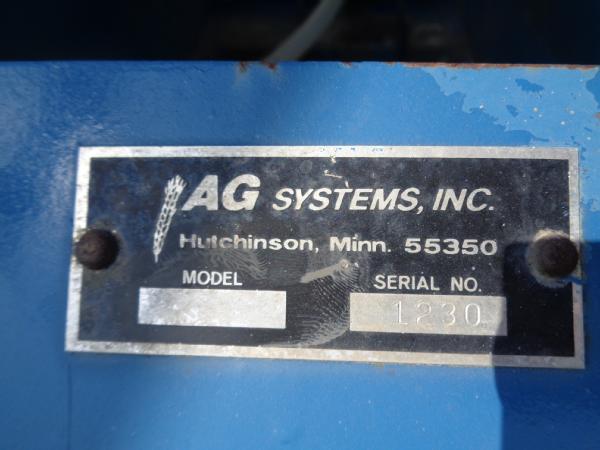 AG SYSTEMS, INC.
Hutchinson, Minn. 55350
MODEL
SERIAL NO.
1230